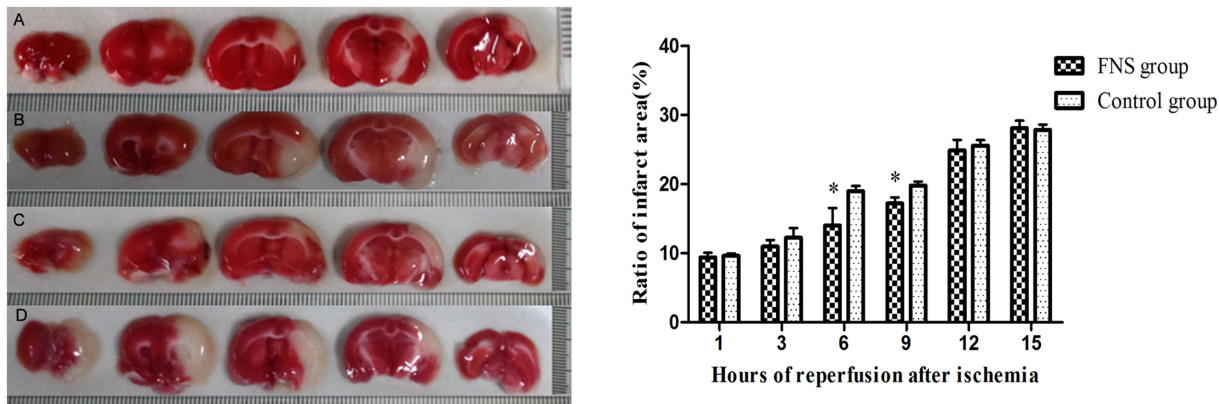 A
B
C
D
40
30
20
10
0
Ratio of infarct area(%)
* *
1 3 6 9 12 15
Hours of reperfusion after ischemia
FNS group
Control group